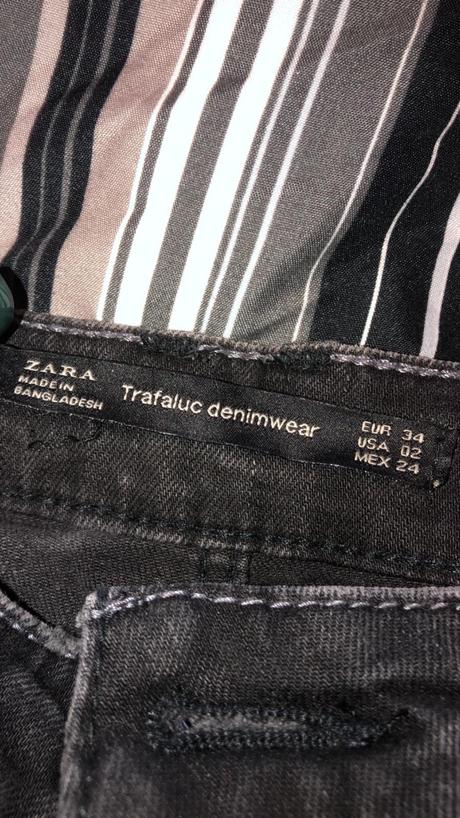 ZARA
MADE IN
BANGLADESH
Trafaluc denimwear
EUR 34
USA 02
MEX 24